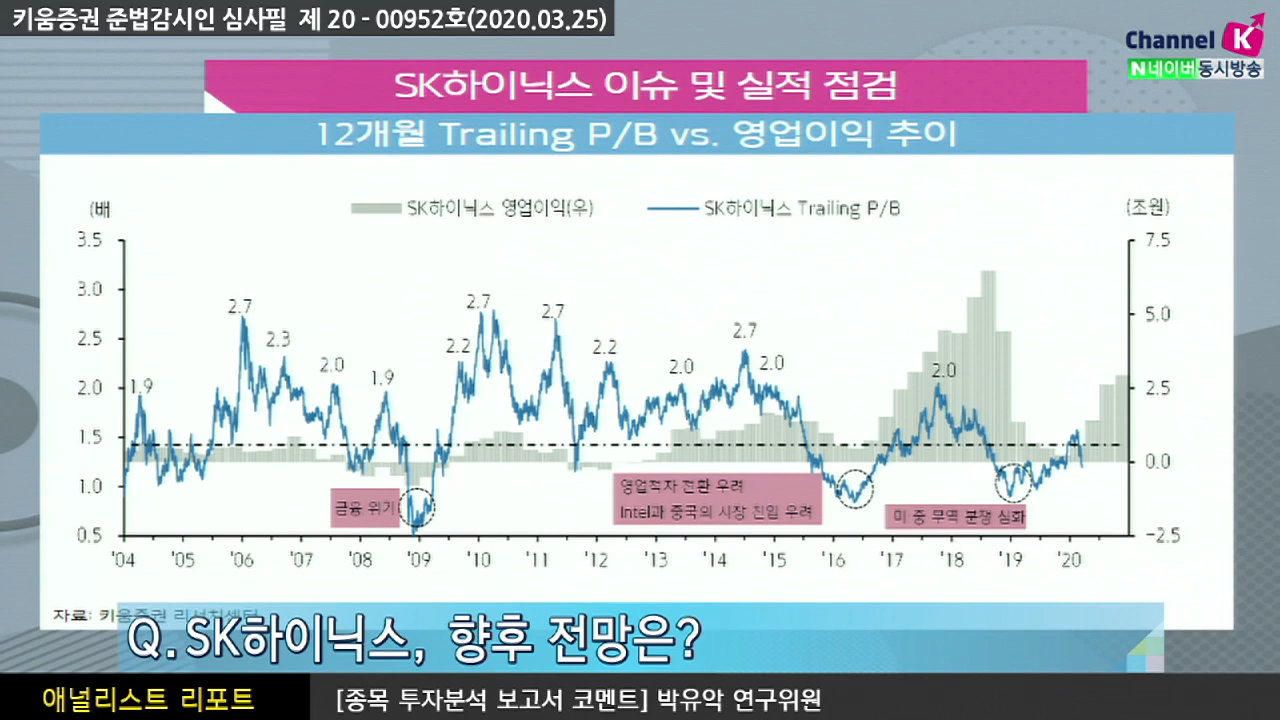 키움증권 준법감시인 심사필 제 20 - 00952호(2020.03.25)
Channel K
N 네이버 동시방송
SK하이닉스 이슈 및 실적 점검
12개월 Trailing P/B vs. 영업이익 추이
(배
SK하이닉스 영업이익(우)
SK하이닉스 Trailing P/B
(조원)
3.5
3.0
2.5
2.0
1.5
1.0
0.5
7.5
5.0
2.5
0.0
-2.5
1.9
2.7
2.3
2.0
1.9
2.2
2.7
2.7
2.2
2.0
2.7
2.0
2.0
금융 위기
영업적자 전환 우려
Intel과 중국의 시장 진입 우려
미 중 무역 분쟁 심화
'04 '05 '06 '07 '08 '09 '10 '11 '12 '13 '14 '15 '16 '17 '18 '19 '20
자료: 키움증권 리서치센터
Q. SK하이닉스, 향후 전망은?
애널리스트 리포트
[종목 투자분석 보고서 코멘트] 박유악 연구위원